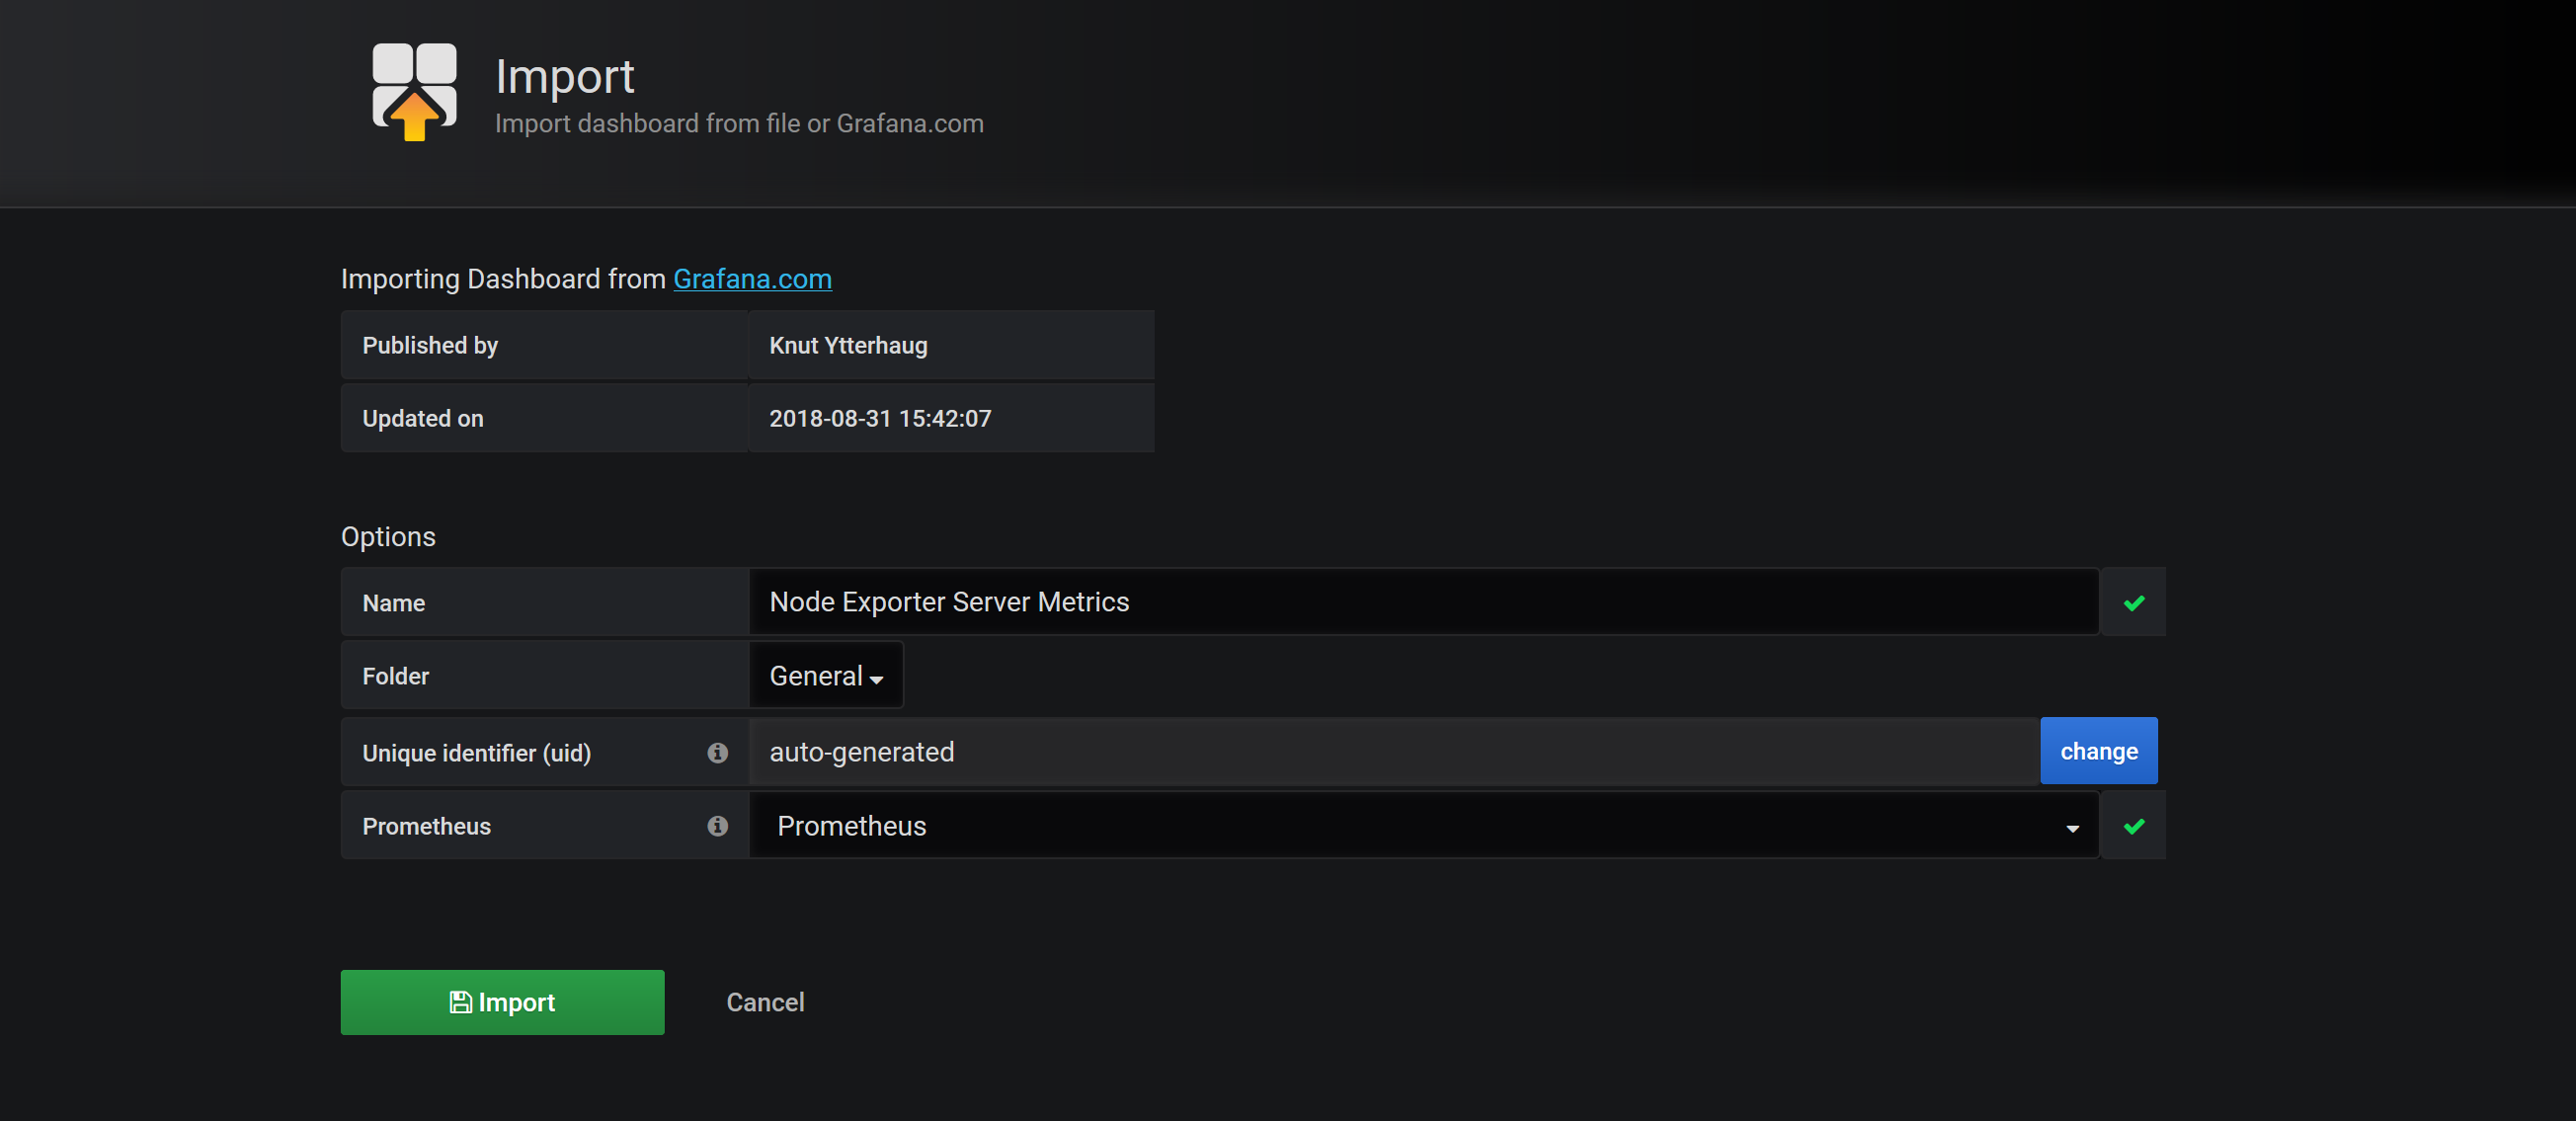 Import
Import dashboard from file or Grafana.com
Importing Dashboard from Grafana.com
Published by Knut Ytterhaug
Updated on 2018-08-31 15:42:07
Options
Name Node Exporter Server Metrics
Folder General
Unique identifier (uid) auto-generated change
Prometheus Prometheus
Import Cancel